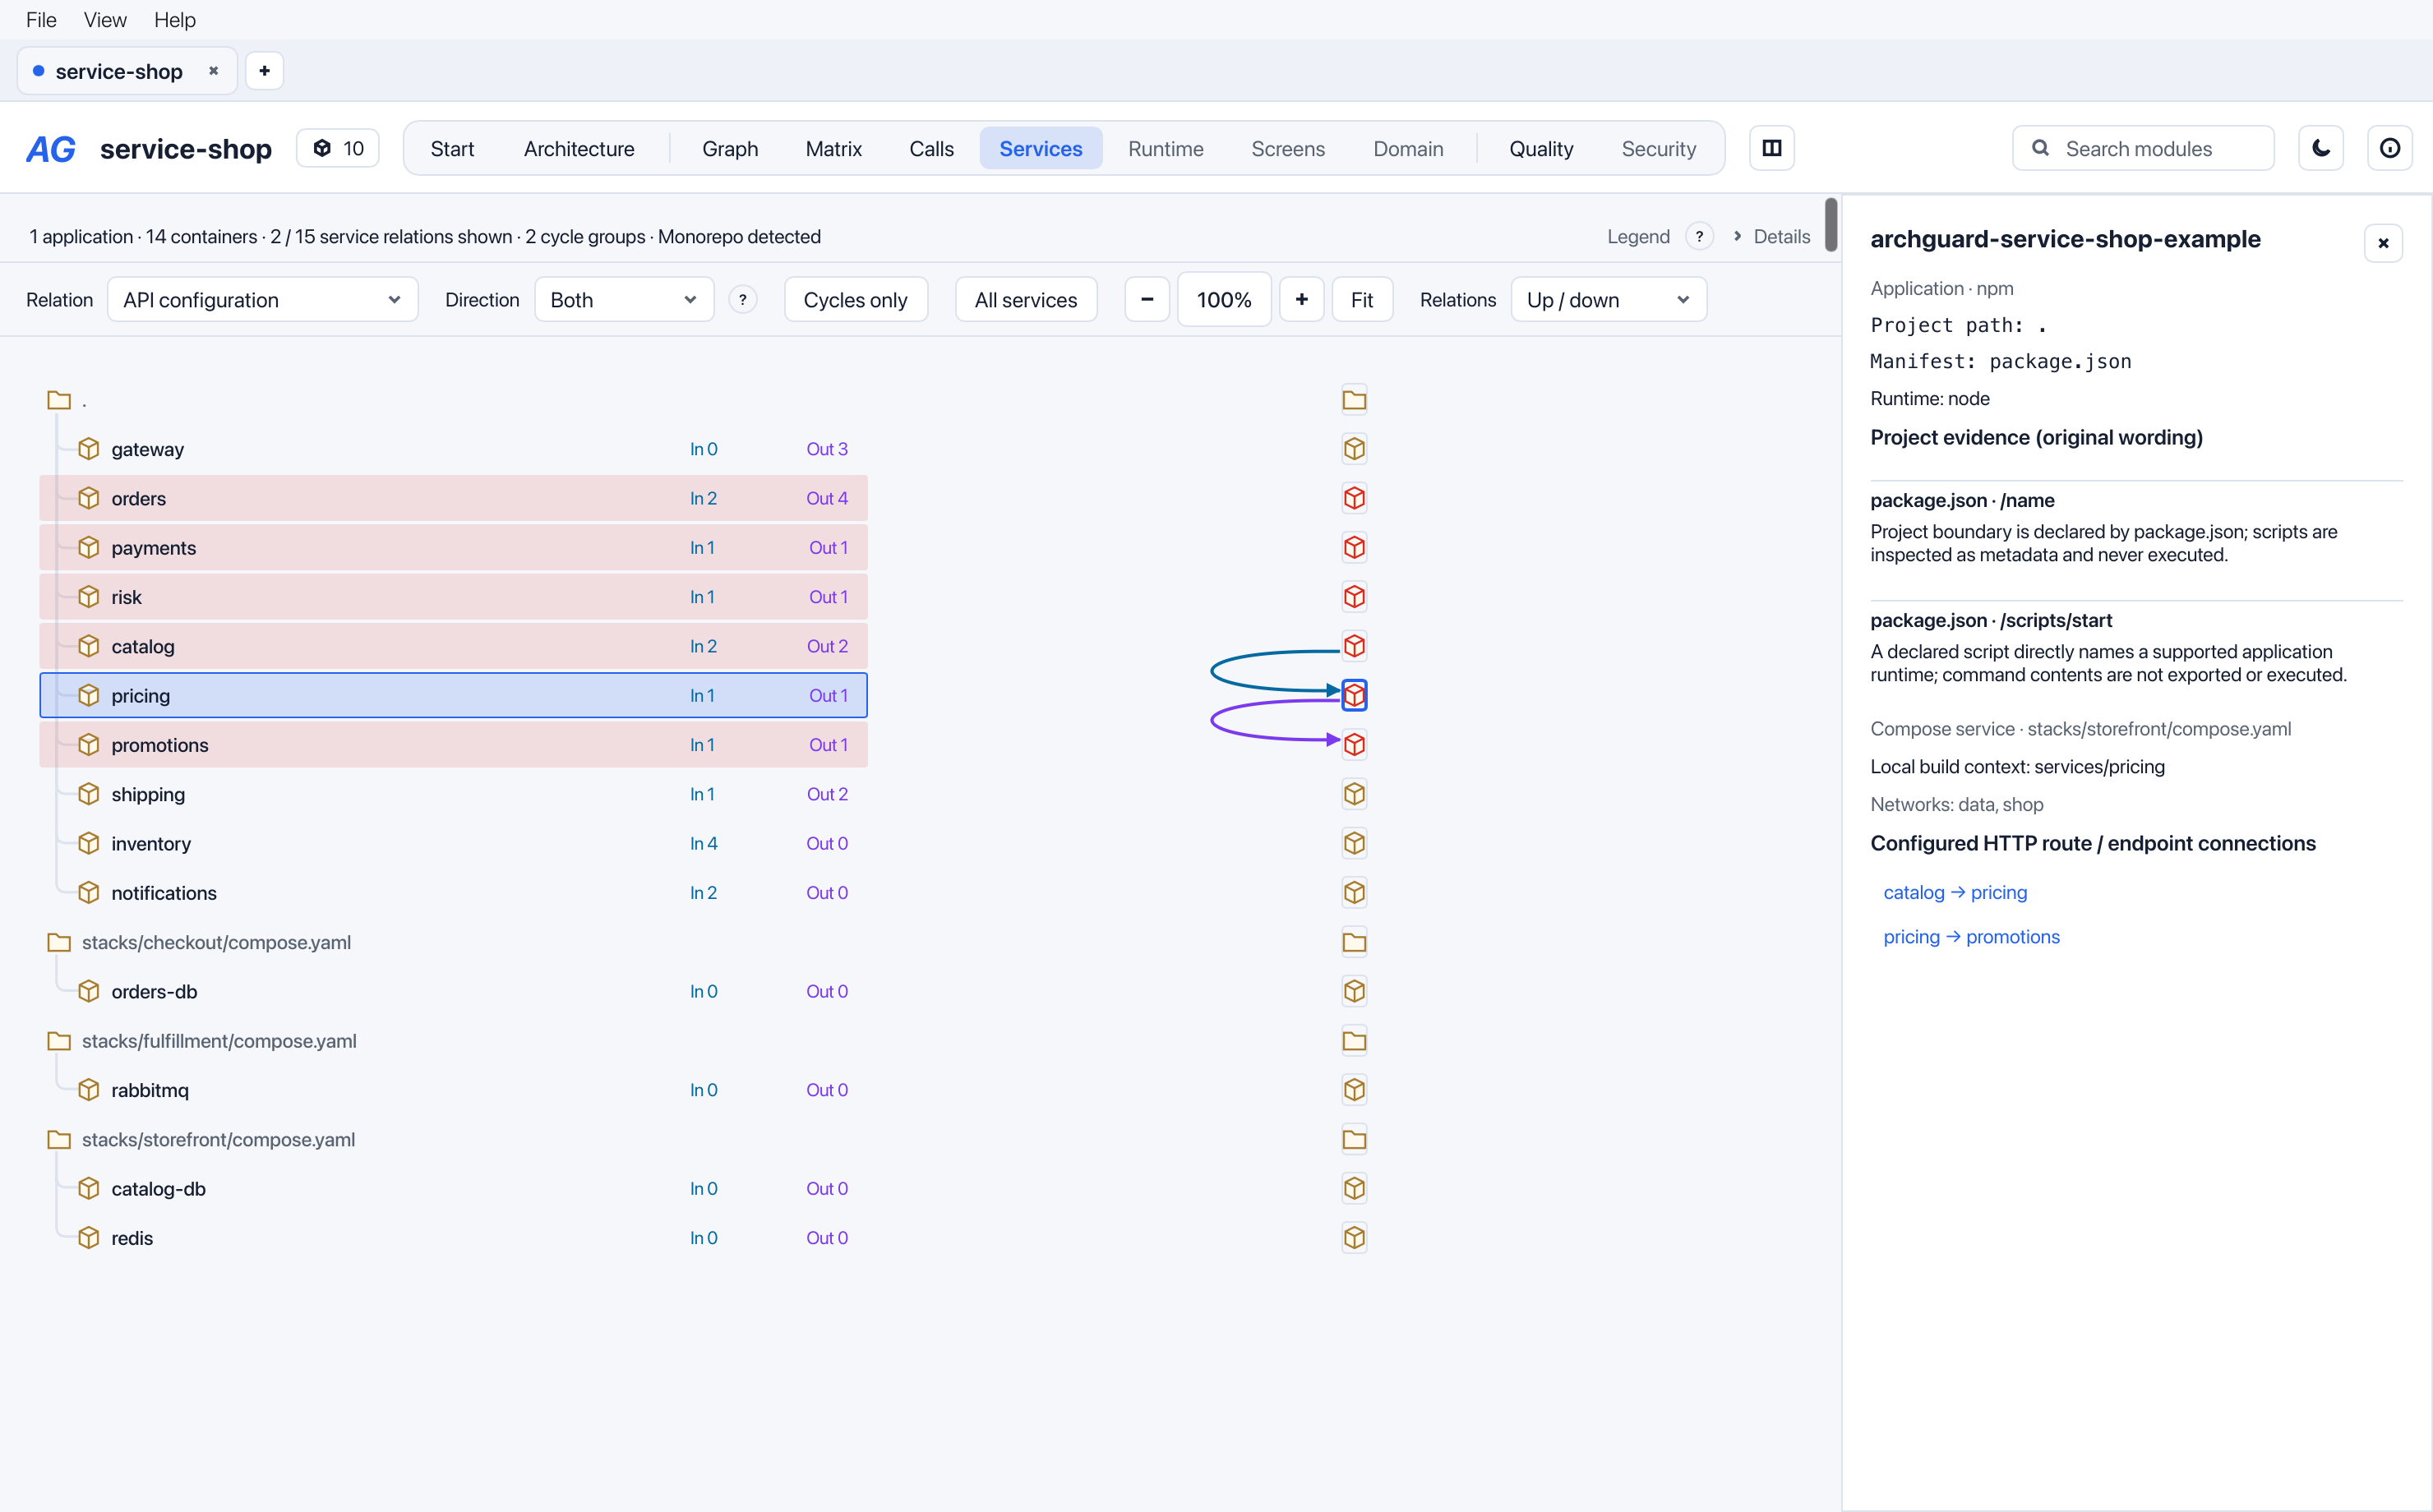 File View Help
service-shop
AG service-shop 10 Start Architecture Graph Matrix Calls Services Runtime Screens Domain Quality Security Search modules
1 application · 14 containers · 2 / 15 service relations shown · 2 cycle groups · Monorepo detected Legend ? Details
Relation API configuration Direction Both ? Cycles only All services − 100% + Fit Relations Up / down
.
gateway In 0 Out 3
orders In 2 Out 4
payments In 1 Out 1
risk In 1 Out 1
catalog In 2 Out 2
pricing In 1 Out 1
promotions In 1 Out 1
shipping In 1 Out 2
inventory In 4 Out 0
notifications In 2 Out 0
stacks/checkout/compose.yaml
orders-db In 0 Out 0
stacks/fulfillment/compose.yaml
rabbitmq In 0 Out 0
stacks/storefront/compose.yaml
catalog-db In 0 Out 0
redis In 0 Out 0
archguard-service-shop-example
Application · npm
Project path: .
Manifest: package.json
Runtime: node
Project evidence (original wording)
package.json · /name
Project boundary is declared by package.json; scripts are
inspected as metadata and never executed.
package.json · /scripts/start
A declared script directly names a supported application
runtime; command contents are not exported or executed.
Compose service · stacks/storefront/compose.yaml
Local build context: services/pricing
Networks: data, shop
Configured HTTP route / endpoint connections
catalog → pricing
pricing → promotions